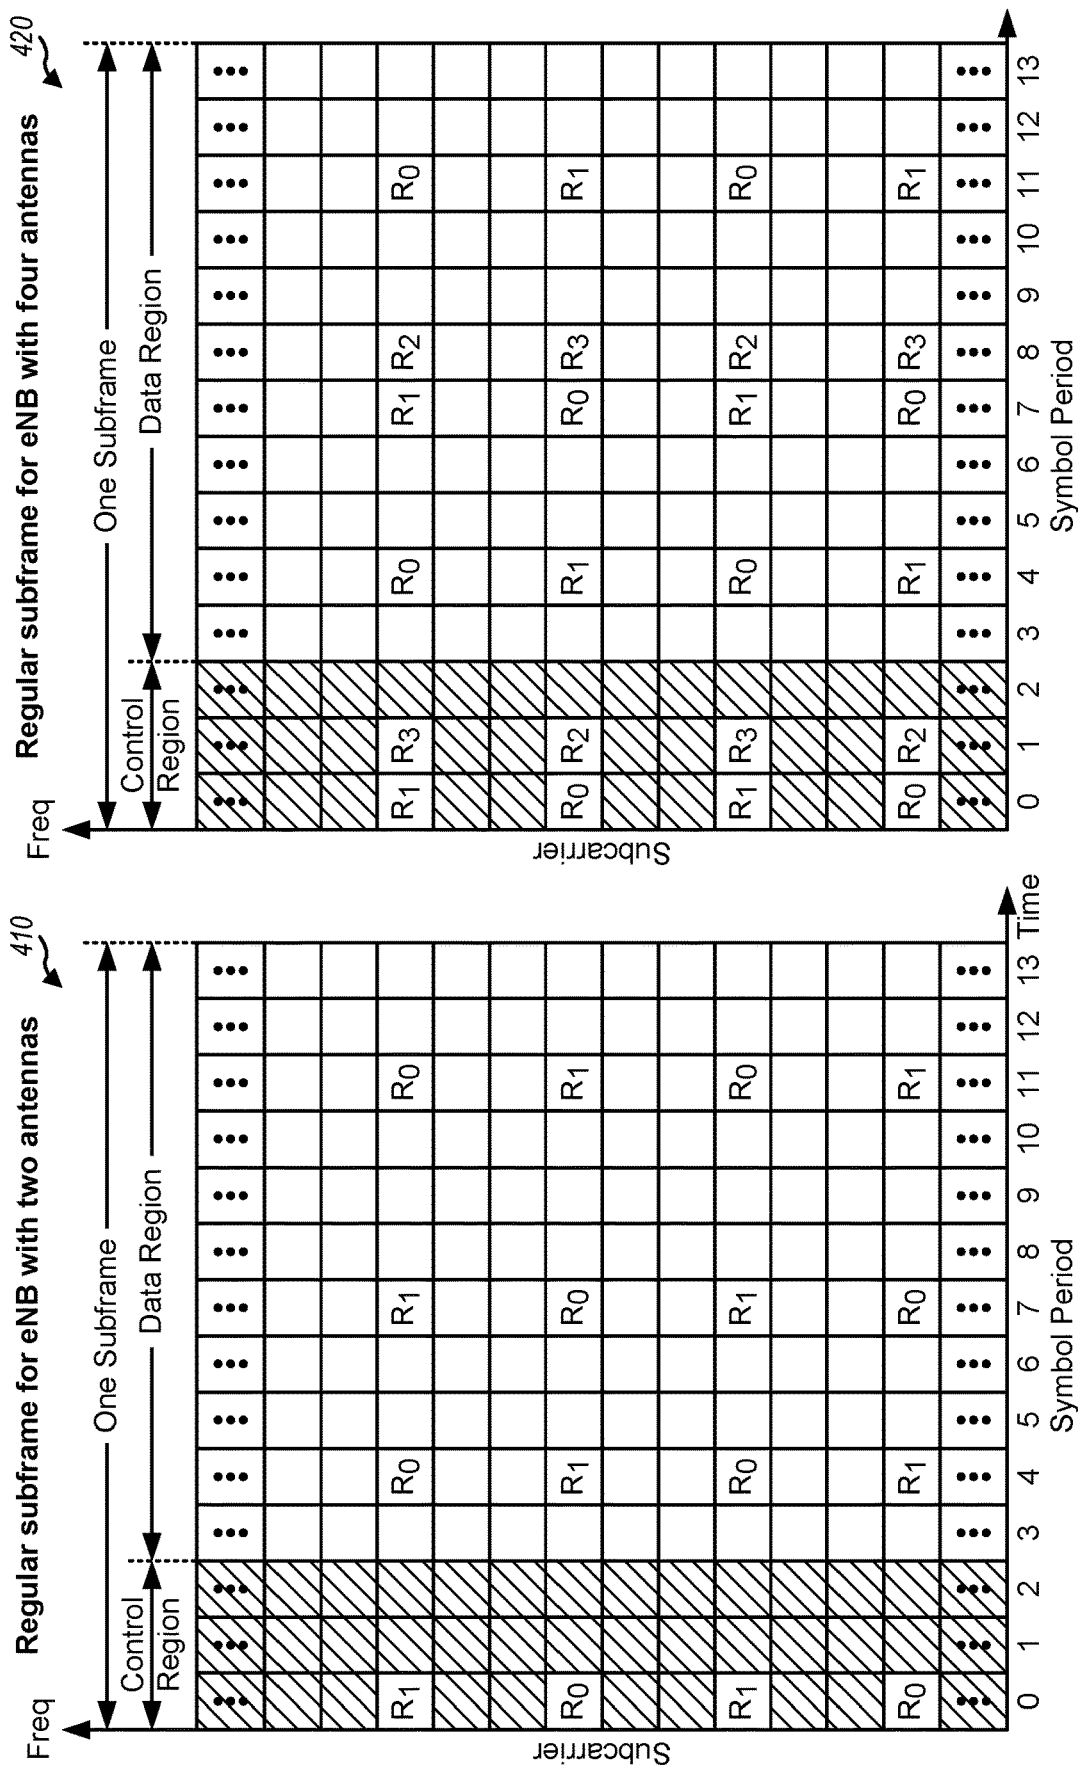 Regular subframe for eNB with two antennas
410
Freq
One Subframe
Control
Region
Data Region
Subcarrier
... ... ... ... ... ... ... ... ... ... ... ... ... ...
R1 R0 R1 R0
R0 R1 R0 R1
R1 R0 R1 R0
R0 R1 R0 R1
... ... ... ... ... ... ... ... ... ... ... ... ... ...
0 1 2 3 4 5 6 7 8 9 10 11 12 13
Time
Symbol Period
Regular subframe for eNB with four antennas
420
Freq
One Subframe
Control
Region
Data Region
Subcarrier
... ... ... ... ... ... ... ... ... ... ... ... ... ...
R1 R3 R0 R1 R2 R0
R0 R2 R1 R0 R3 R1
R1 R3 R0 R1 R2 R0
R0 R2 R1 R0 R3 R1
... ... ... ... ... ... ... ... ... ... ... ... ... ...
0 1 2 3 4 5 6 7 8 9 10 11 12 13
Symbol Period